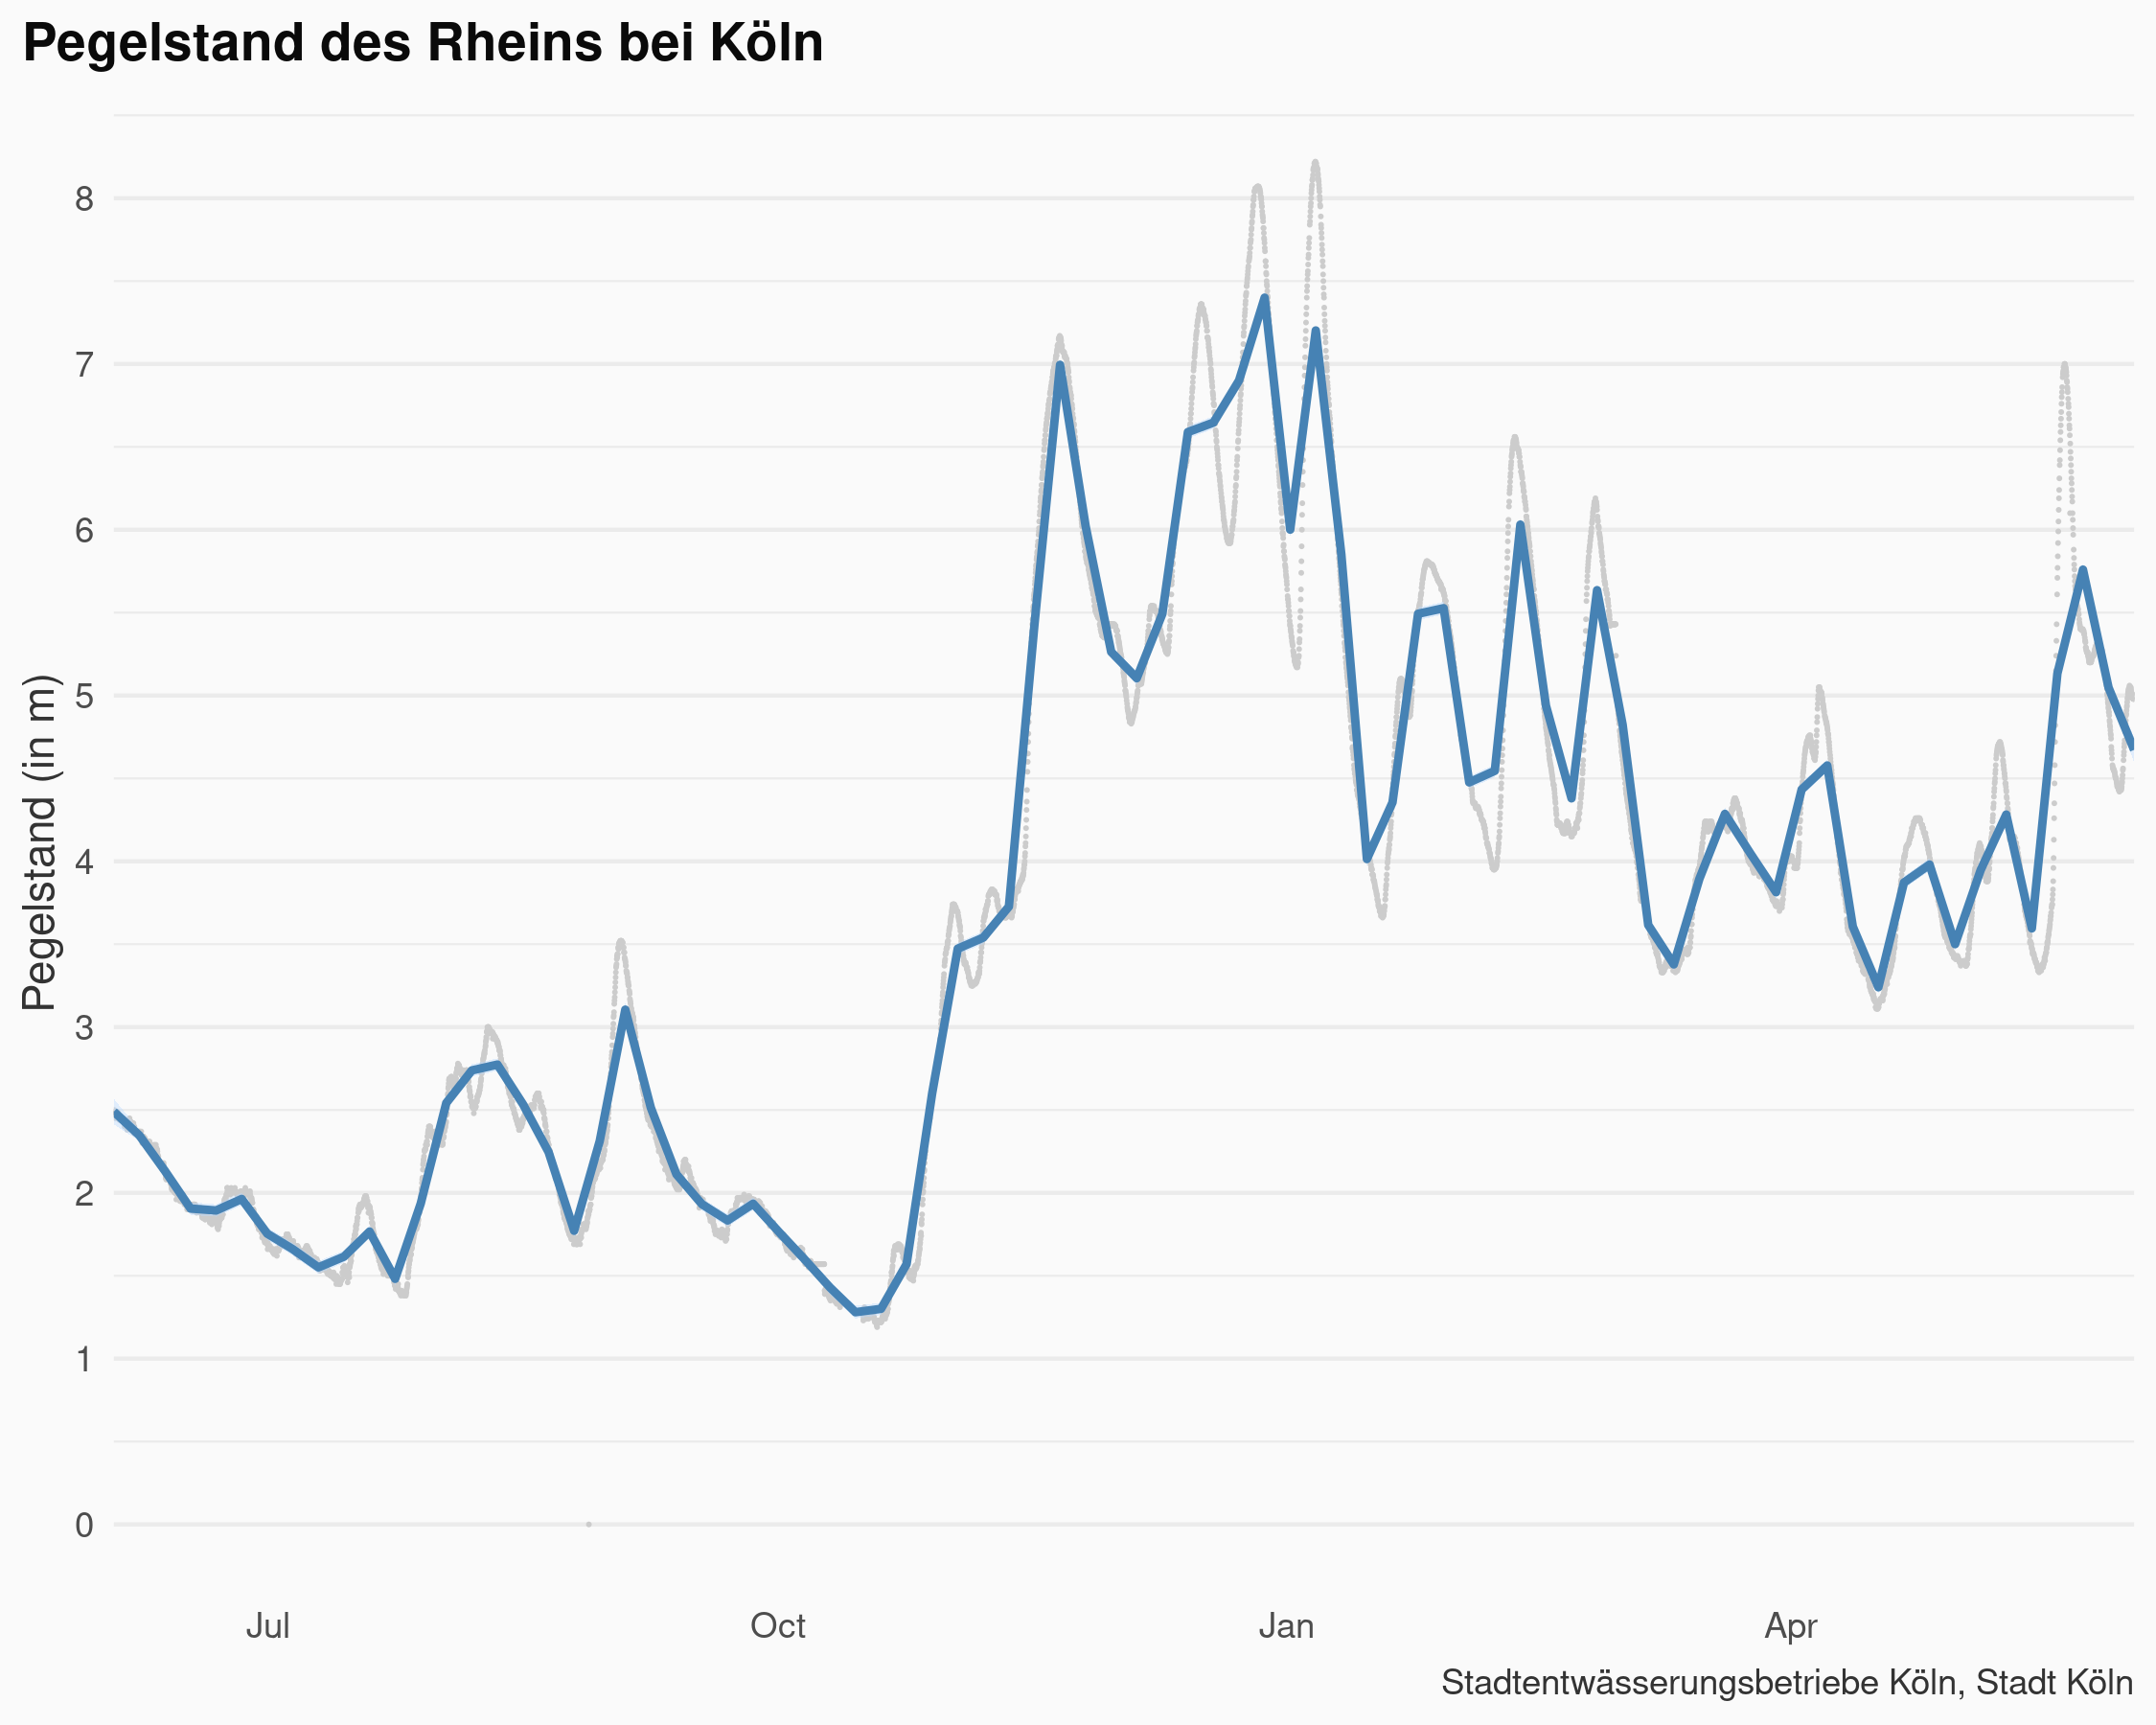 Pegelstand des Rheins bei Köln
Pegelstand (in m)
8
7
6
5
4
3
2
1
0
Jul Oct Jan Apr
Stadtentwässerungsbetriebe Köln, Stadt Köln